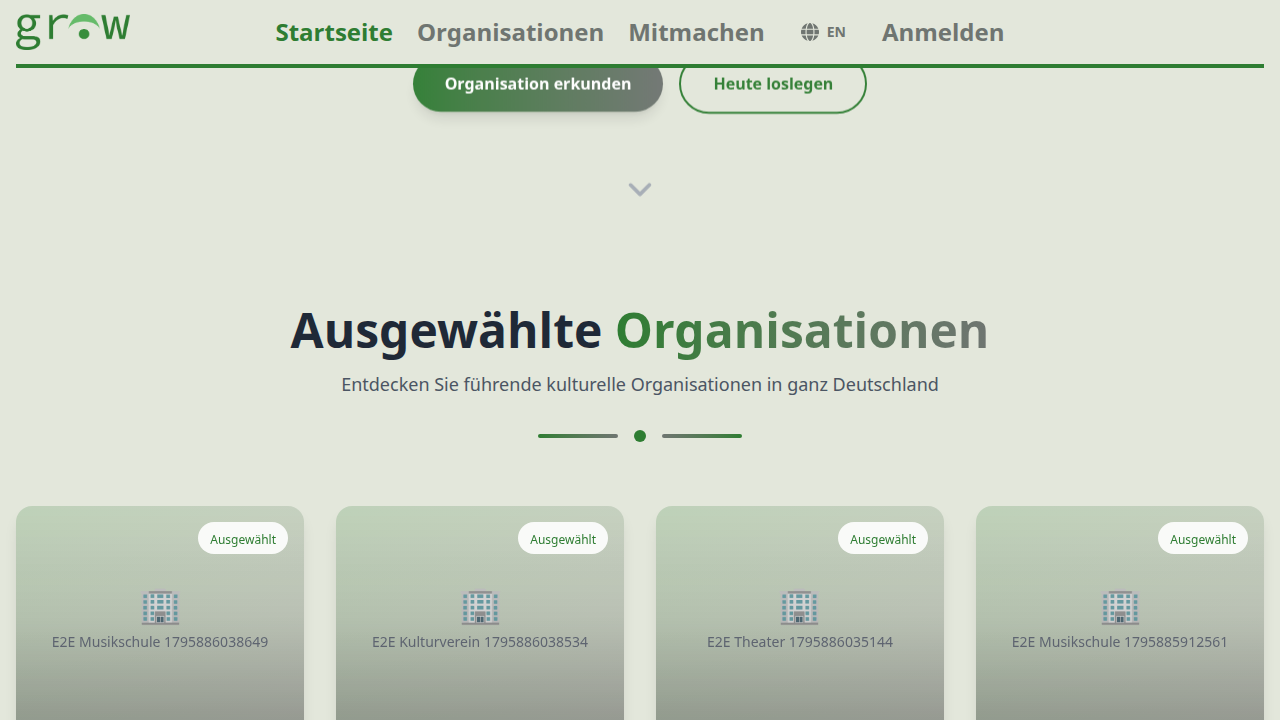 grow
Startseite Organisationen Mitmachen EN Anmelden
Organisation erkunden Heute loslegen
Ausgewählte Organisationen
Entdecken Sie führende kulturelle Organisationen in ganz Deutschland
Ausgewählt Ausgewählt Ausgewählt Ausgewählt
E2E Musikschule 1795886038649 E2E Kulturverein 1795886038534 E2E Theater 1795886035144 E2E Musikschule 1795885912561